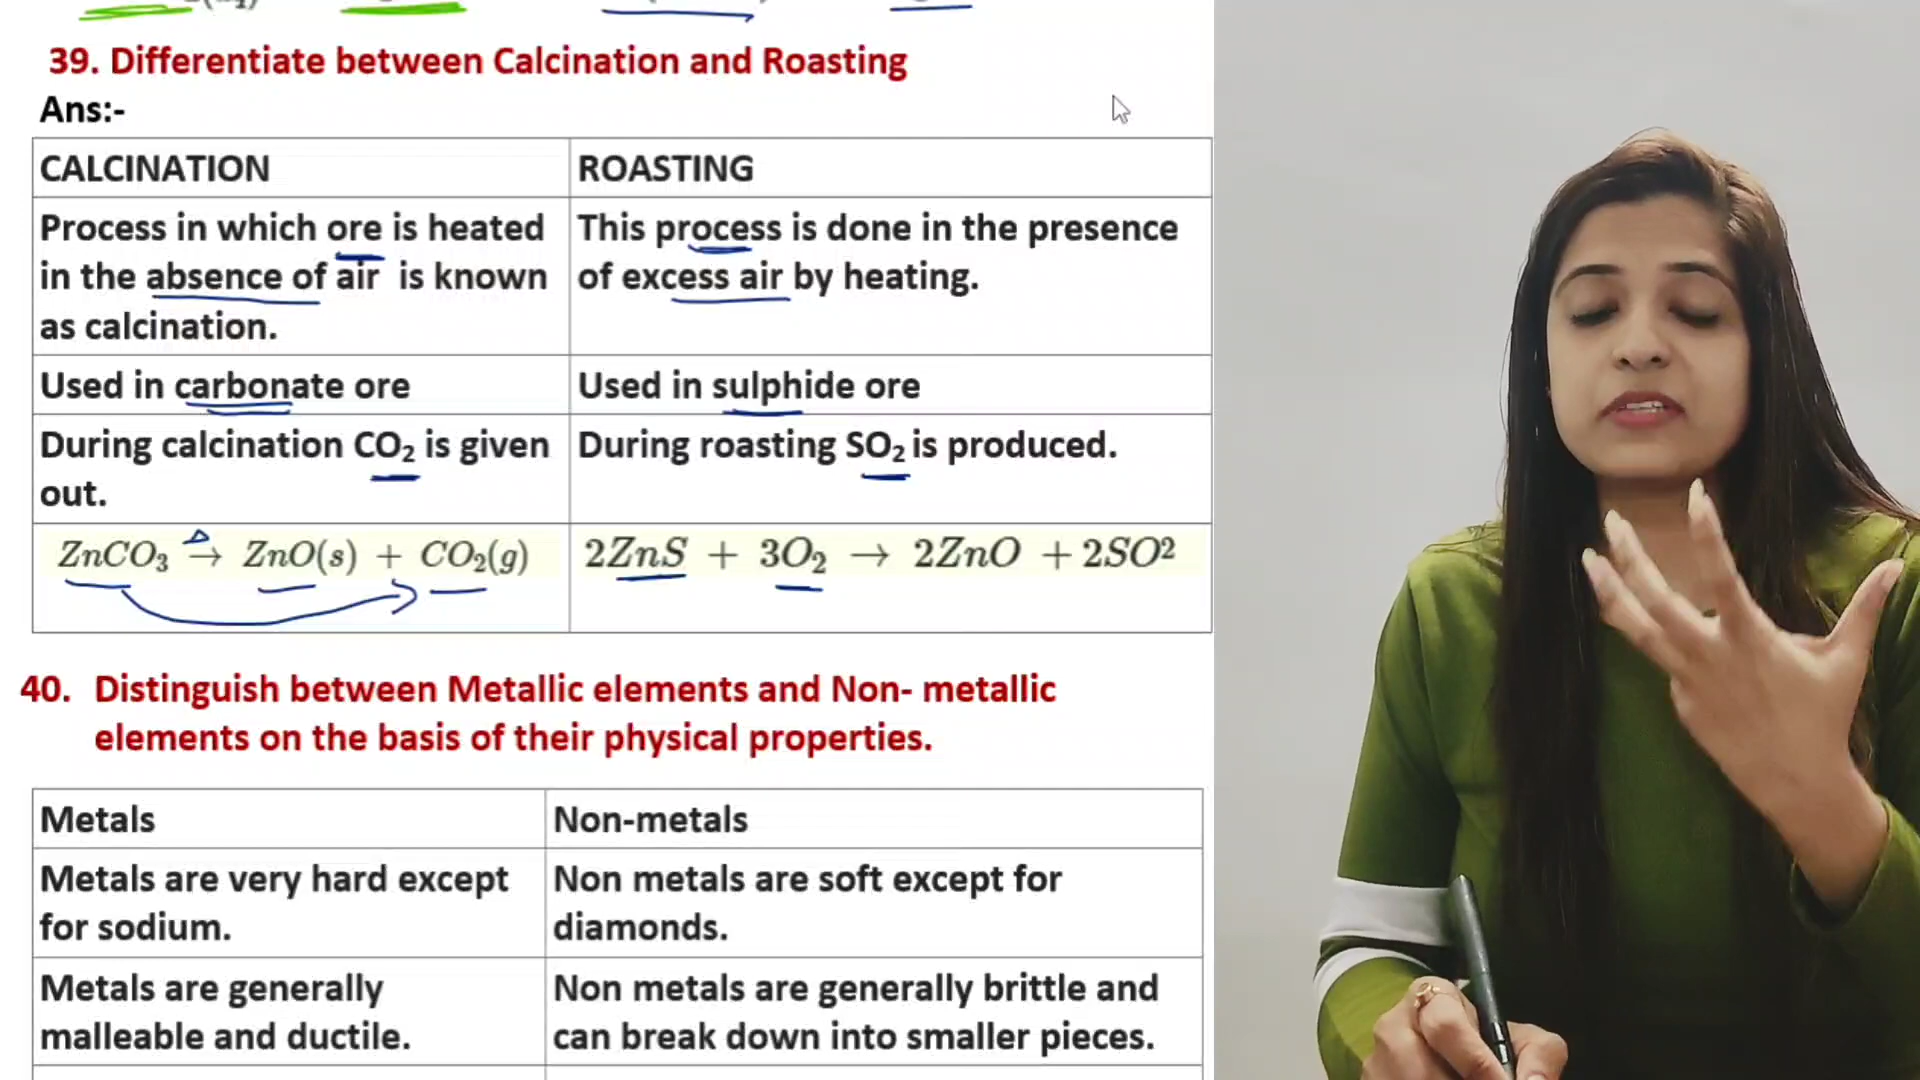 39. Differentiate between Calcination and Roasting
Ans:-
CALCINATION
ROASTING
Process in which ore is heated
in the absence of air is known
as calcination.
This process is done in the presence
of excess air by heating.
Used in carbonate ore
Used in sulphide ore
During calcination CO₂ is given
out.
During roasting SO₂ is produced.
Δ
ZnCO₃ → ZnO(s) + CO₂(g)
2ZnS + 3O₂ → 2ZnO + 2SO²
40. Distinguish between Metallic elements and Non- metallic
elements on the basis of their physical properties.
Metals
Non-metals
Metals are very hard except
for sodium.
Non metals are soft except for
diamonds.
Metals are generally
malleable and ductile.
Non metals are generally brittle and
can break down into smaller pieces.